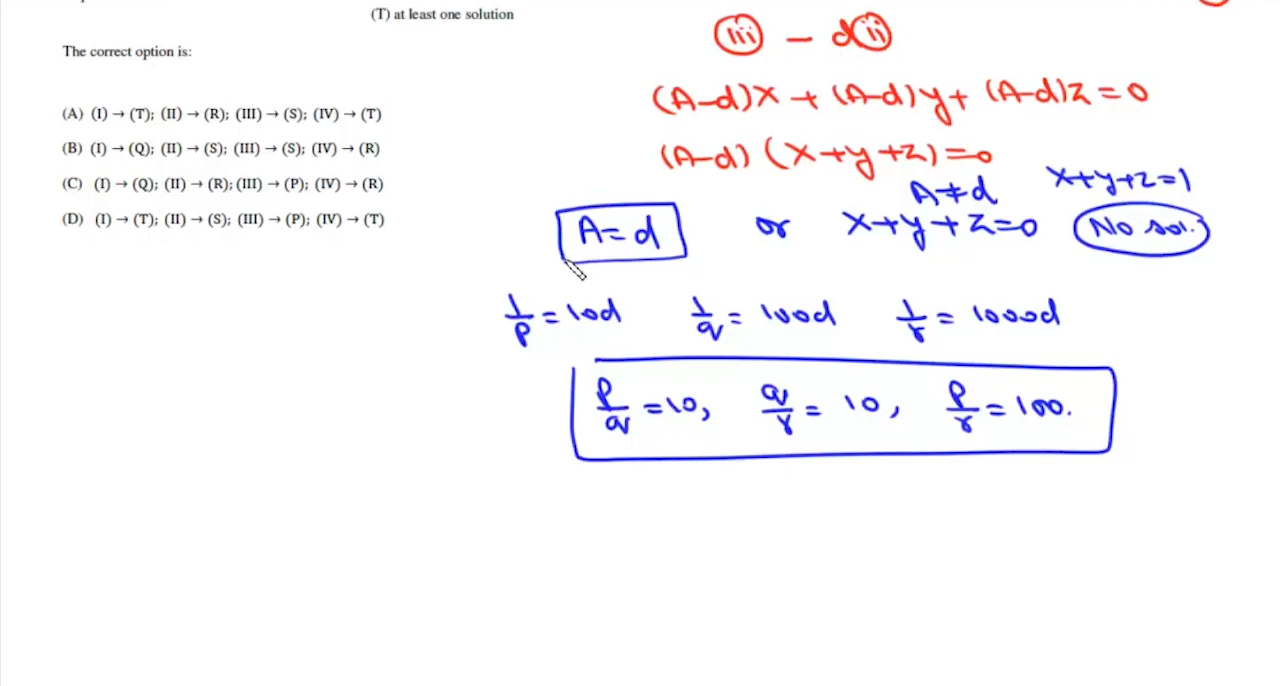 (T) at least one solution
The correct option is:
(A) (I) → (T); (II) → (R); (III) → (S); (IV) → (T)
(B) (I) → (Q); (II) → (S); (III) → (S); (IV) → (R)
(C) (I) → (Q); (II) → (R); (III) → (P); (IV) → (R)
(D) (I) → (T); (II) → (S); (III) → (P); (IV) → (T)
(iii) - d(ii)
(A-d)x + (A-d)y + (A-d)z = 0
(A-d) (x+y+z) = 0
A≠d x+y+z=1
A=d or x+y+z=0 No sol.
1/p = 10d 1/q = 100d 1/r = 1000d
p/q = 10, q/r = 10, p/r = 100.